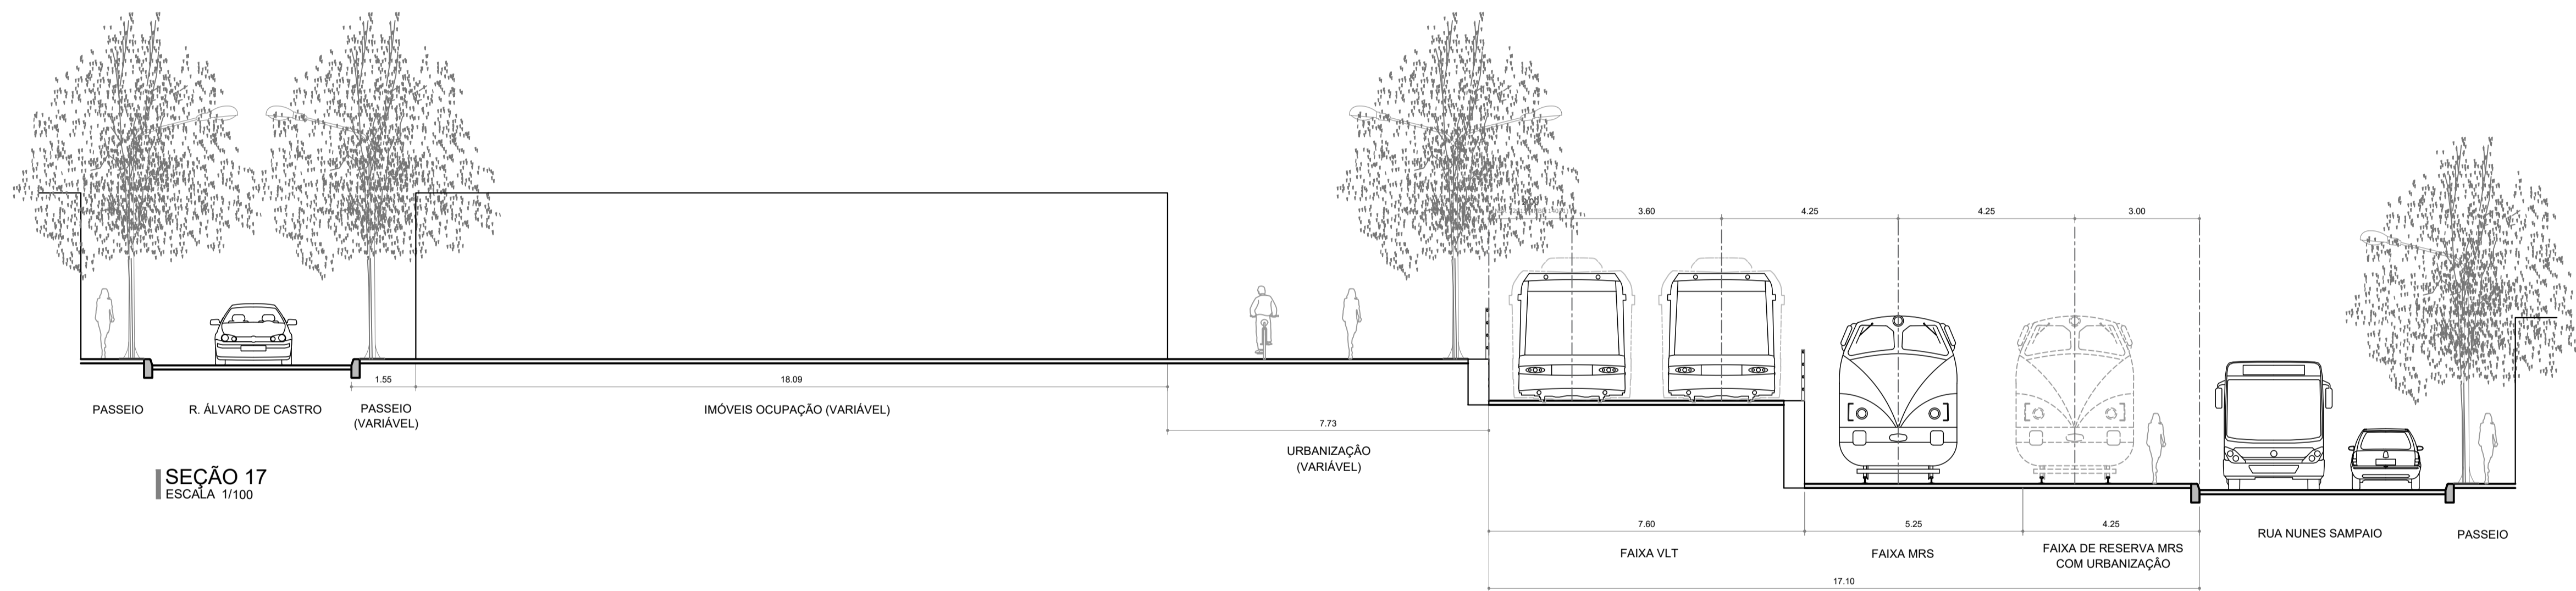 3.60
4.25
4.25
3.00
1.55
18.09
PASSEIO
R. ÁLVARO DE CASTRO
PASSEIO
(VARIÁVEL)
IMÓVEIS OCUPAÇÃO (VARIÁVEL)
7.73
URBANIZAÇÂO
(VARIÁVEL)
SEÇÃO 17
ESCALA 1/100
7.60
5.25
4.25
FAIXA VLT
FAIXA MRS
FAIXA DE RESERVA MRS
COM URBANIZAÇÂO
RUA NUNES SAMPAIO
PASSEIO
17.10